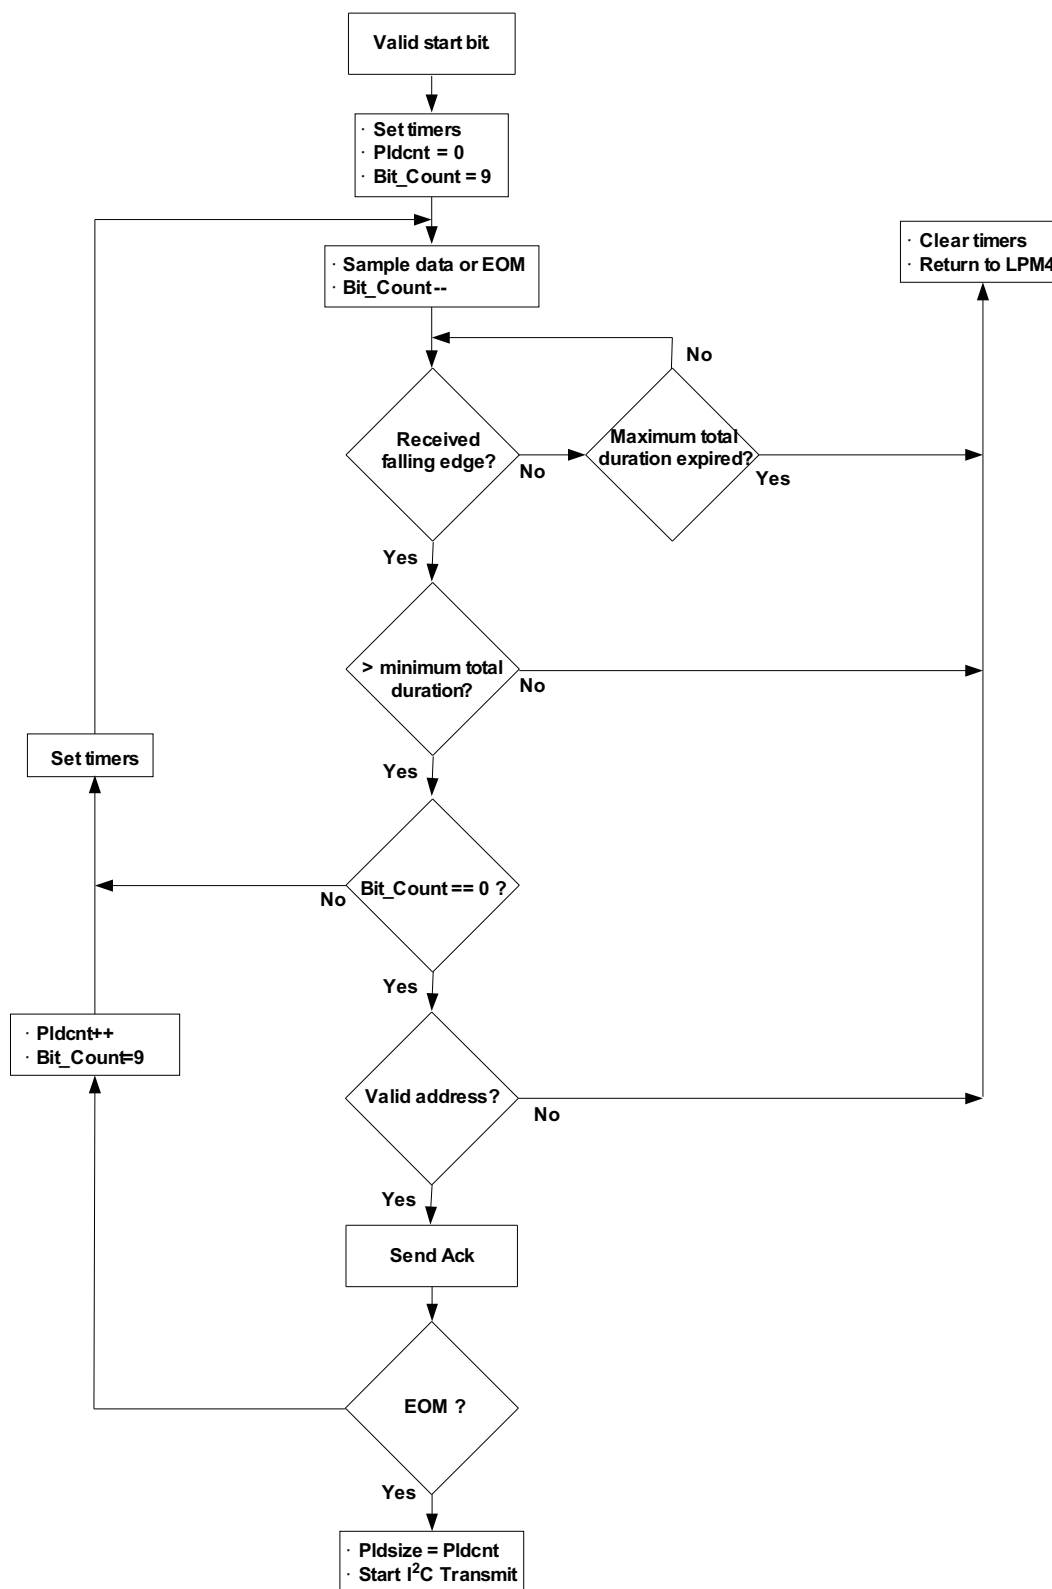 Valid start bit.
· Set timers
· Pldcnt = 0
· Bit_Count = 9
· Clear timers
· Return to LPM4
· Sample data or EOM
· Bit_Count--
No
Received
falling edge?
No
Maximum total
duration expired?
Yes
Yes
> minimum total
duration?
No
Set timers
Yes
Bit_Count == 0 ?
No
Yes
· Pldcnt++
· Bit_Count=9
Valid address?
No
Yes
Send Ack
EOM ?
Yes
· Pldsize = Pldcnt
· Start I²C Transmit